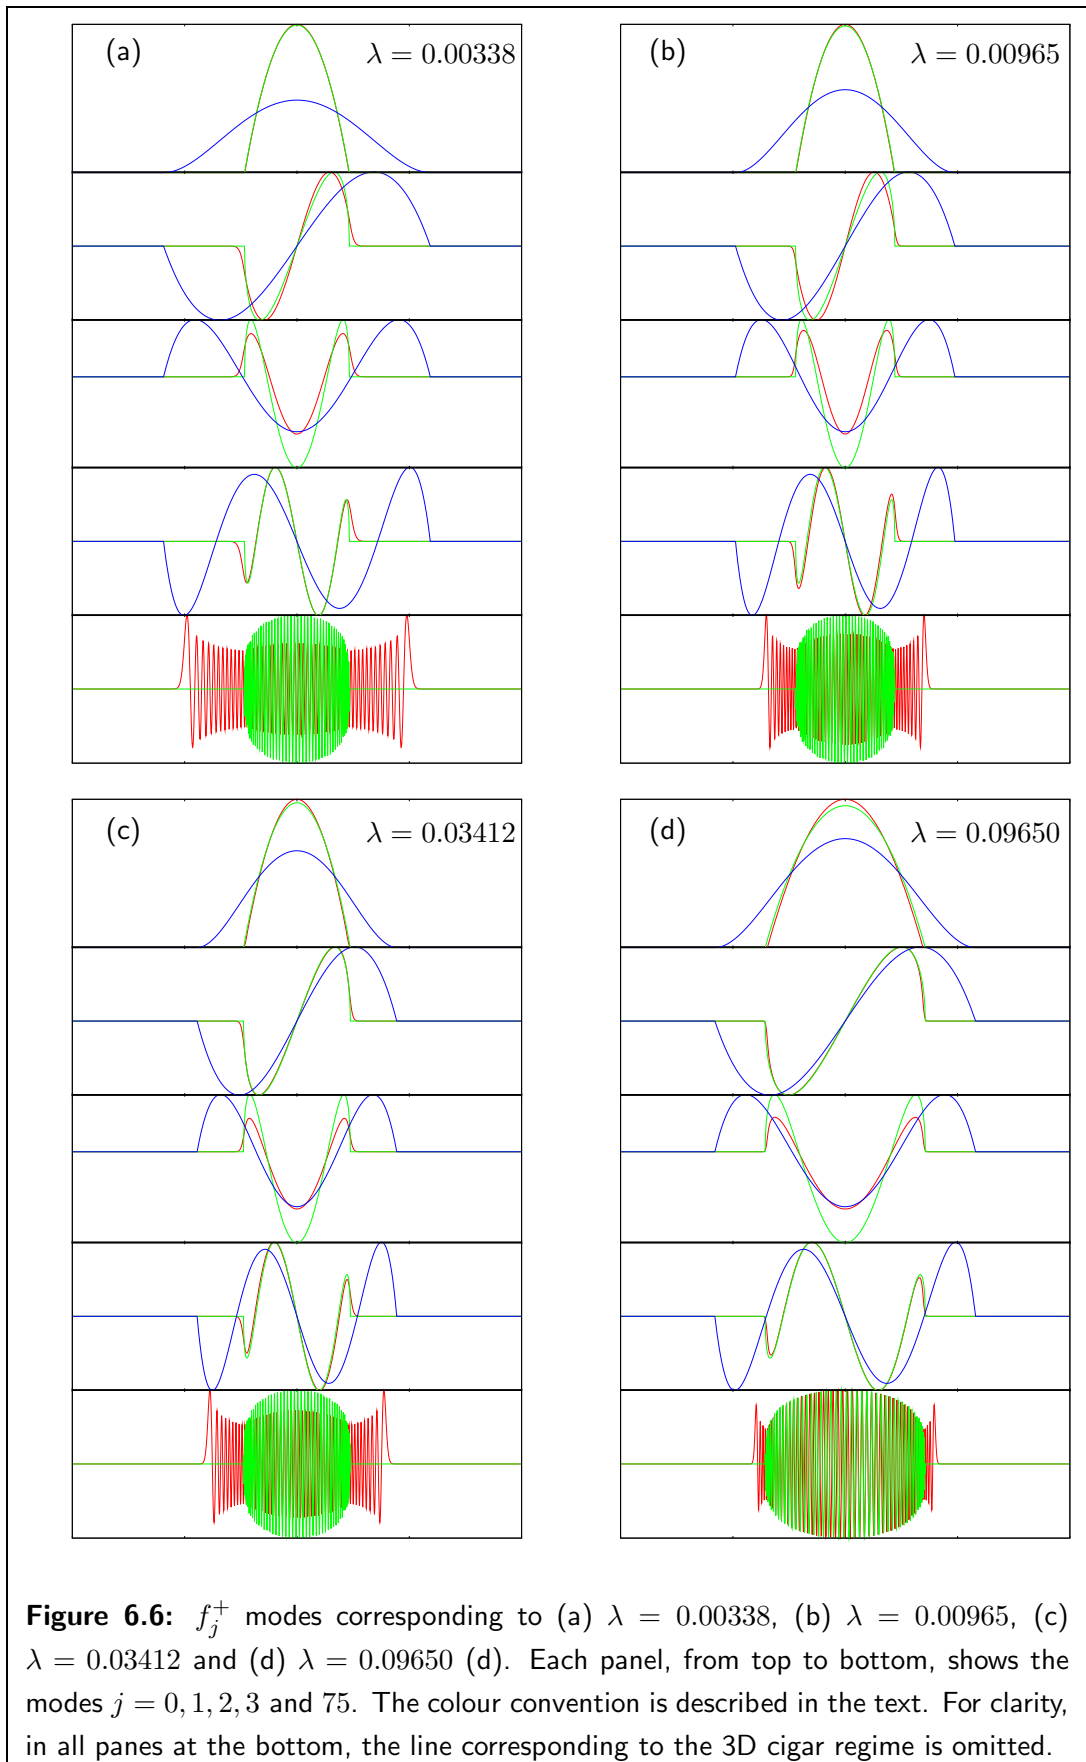 (a) λ = 0.00338
(b) λ = 0.00965
(c) λ = 0.03412
(d) λ = 0.09650
Figure 6.6: f_j^+ modes corresponding to (a) λ = 0.00338, (b) λ = 0.00965, (c)
λ = 0.03412 and (d) λ = 0.09650 (d). Each panel, from top to bottom, shows the
modes j = 0, 1, 2, 3 and 75. The colour convention is described in the text. For clarity,
in all panes at the bottom, the line corresponding to the 3D cigar regime is omitted.